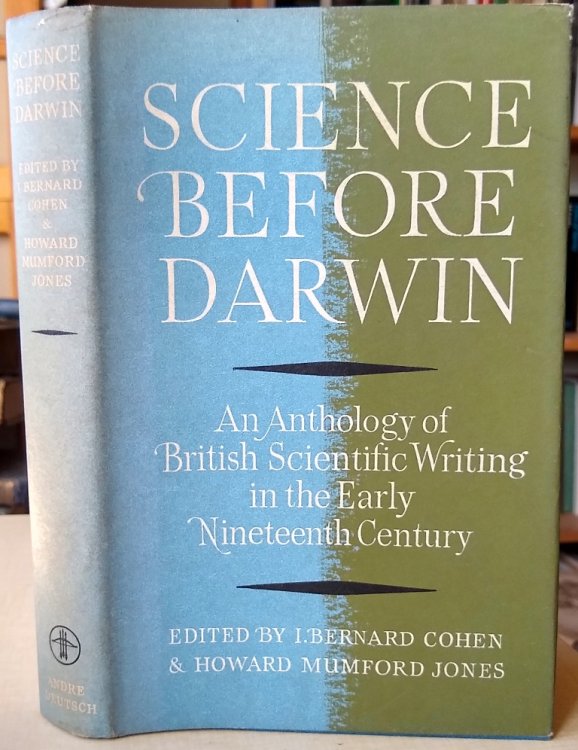 SCIENCE
BEFORE
DARWIN
EDITED BY
I. BERNARD
COHEN
&
HOWARD
MUMFORD
JONES
ANDRE
DEUTSCH
SCIENCE
BEFORE
DARWIN
An Anthology of
British Scientific Writing
in the Early
Nineteenth Century
EDITED BY I. BERNARD COHEN
& HOWARD MUMFORD JONES